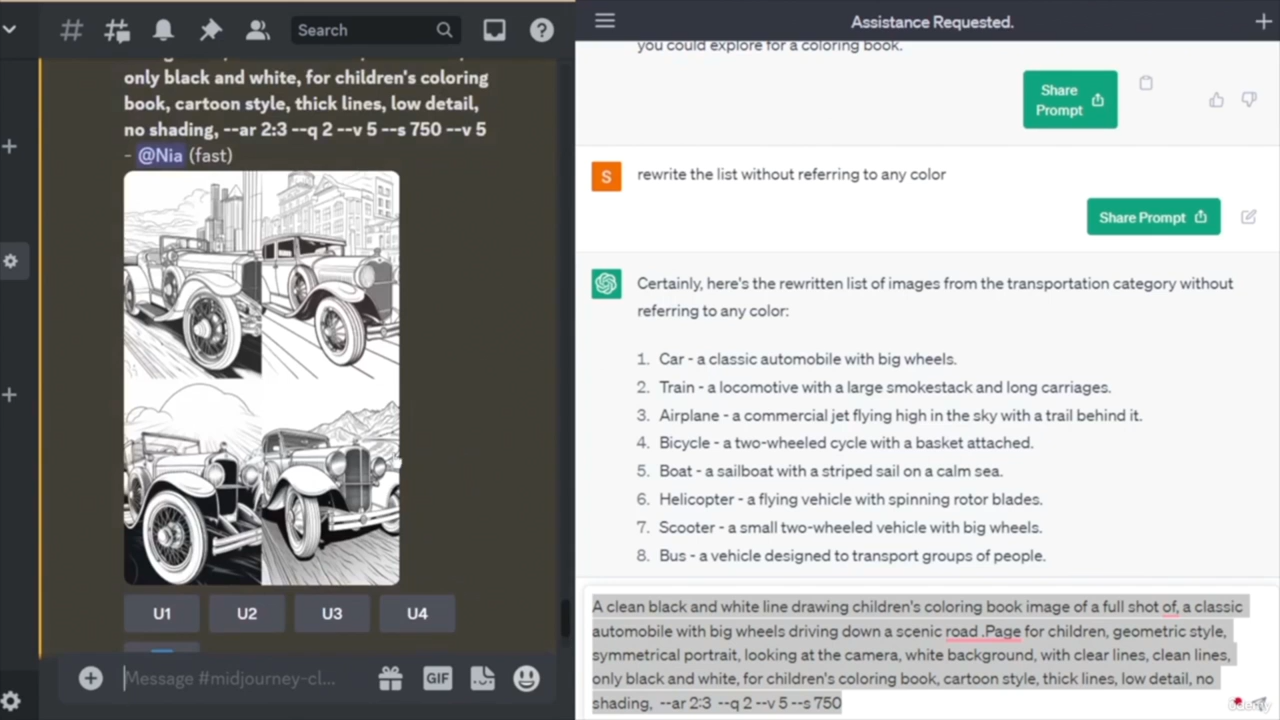 Search
only black and white, for children's coloring
book, cartoon style, thick lines, low detail,
no shading, --ar 2:3 --q 2 --v 5 --s 750 --v 5
- @Nia (fast)
U1 U2 U3 U4
Message #midjourney-cl...
GIF
Assistance Requested.
you could explore for a coloring book.
Share
Prompt
S
rewrite the list without referring to any color
Share Prompt
Certainly, here's the rewritten list of images from the transportation category without
referring to any color:
1. Car - a classic automobile with big wheels.
2. Train - a locomotive with a large smokestack and long carriages.
3. Airplane - a commercial jet flying high in the sky with a trail behind it.
4. Bicycle - a two-wheeled cycle with a basket attached.
5. Boat - a sailboat with a striped sail on a calm sea.
6. Helicopter - a flying vehicle with spinning rotor blades.
7. Scooter - a small two-wheeled vehicle with big wheels.
8. Bus - a vehicle designed to transport groups of people.
A clean black and white line drawing children's coloring book image of a full shot of, a classic
automobile with big wheels driving down a scenic road .Page for children, geometric style,
symmetrical portrait, looking at the camera, white background, with clear lines, clean lines,
only black and white, for children's coloring book, cartoon style, thick lines, low detail, no
shading, --ar 2:3 --q 2 --v 5 --s 750